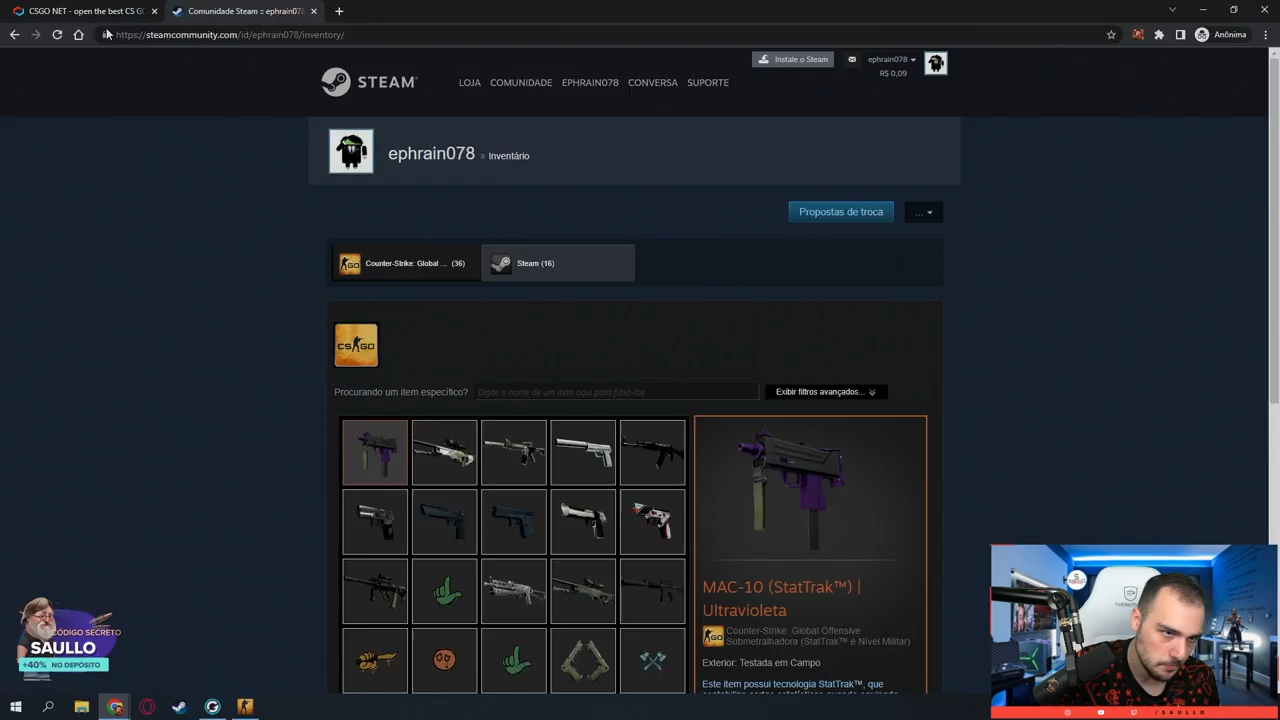 CSGO NET - open the best CS G
Comunidade Steam :: ephrain078
https://steamcommunity.com/id/ephrain078/inventory/
Anônima
Instale o Steam
ephrain078
R$ 0,09
STEAM
LOJA COMUNIDADE EPHRAIN078 CONVERSA SUPORTE
ephrain078 » Inventário
Propostas de troca
...
Counter-Strike: Global ... (36)
Steam (16)
CS GO
Procurando um item específico?
Digite o nome de um item aqui para filtrá-los
Exibir filtros avançados...
MAC-10 (StatTrak™) |
Ultravioleta
Counter-Strike: Global Offensive
Submetralhadora (StatTrak™ e Nível Militar)
Exterior: Testada em Campo
Este item possui tecnologia StatTrak™, que
CÓDIGO SECRETO
SAULLO
+40% NO DEPÓSITO
/SAULLO